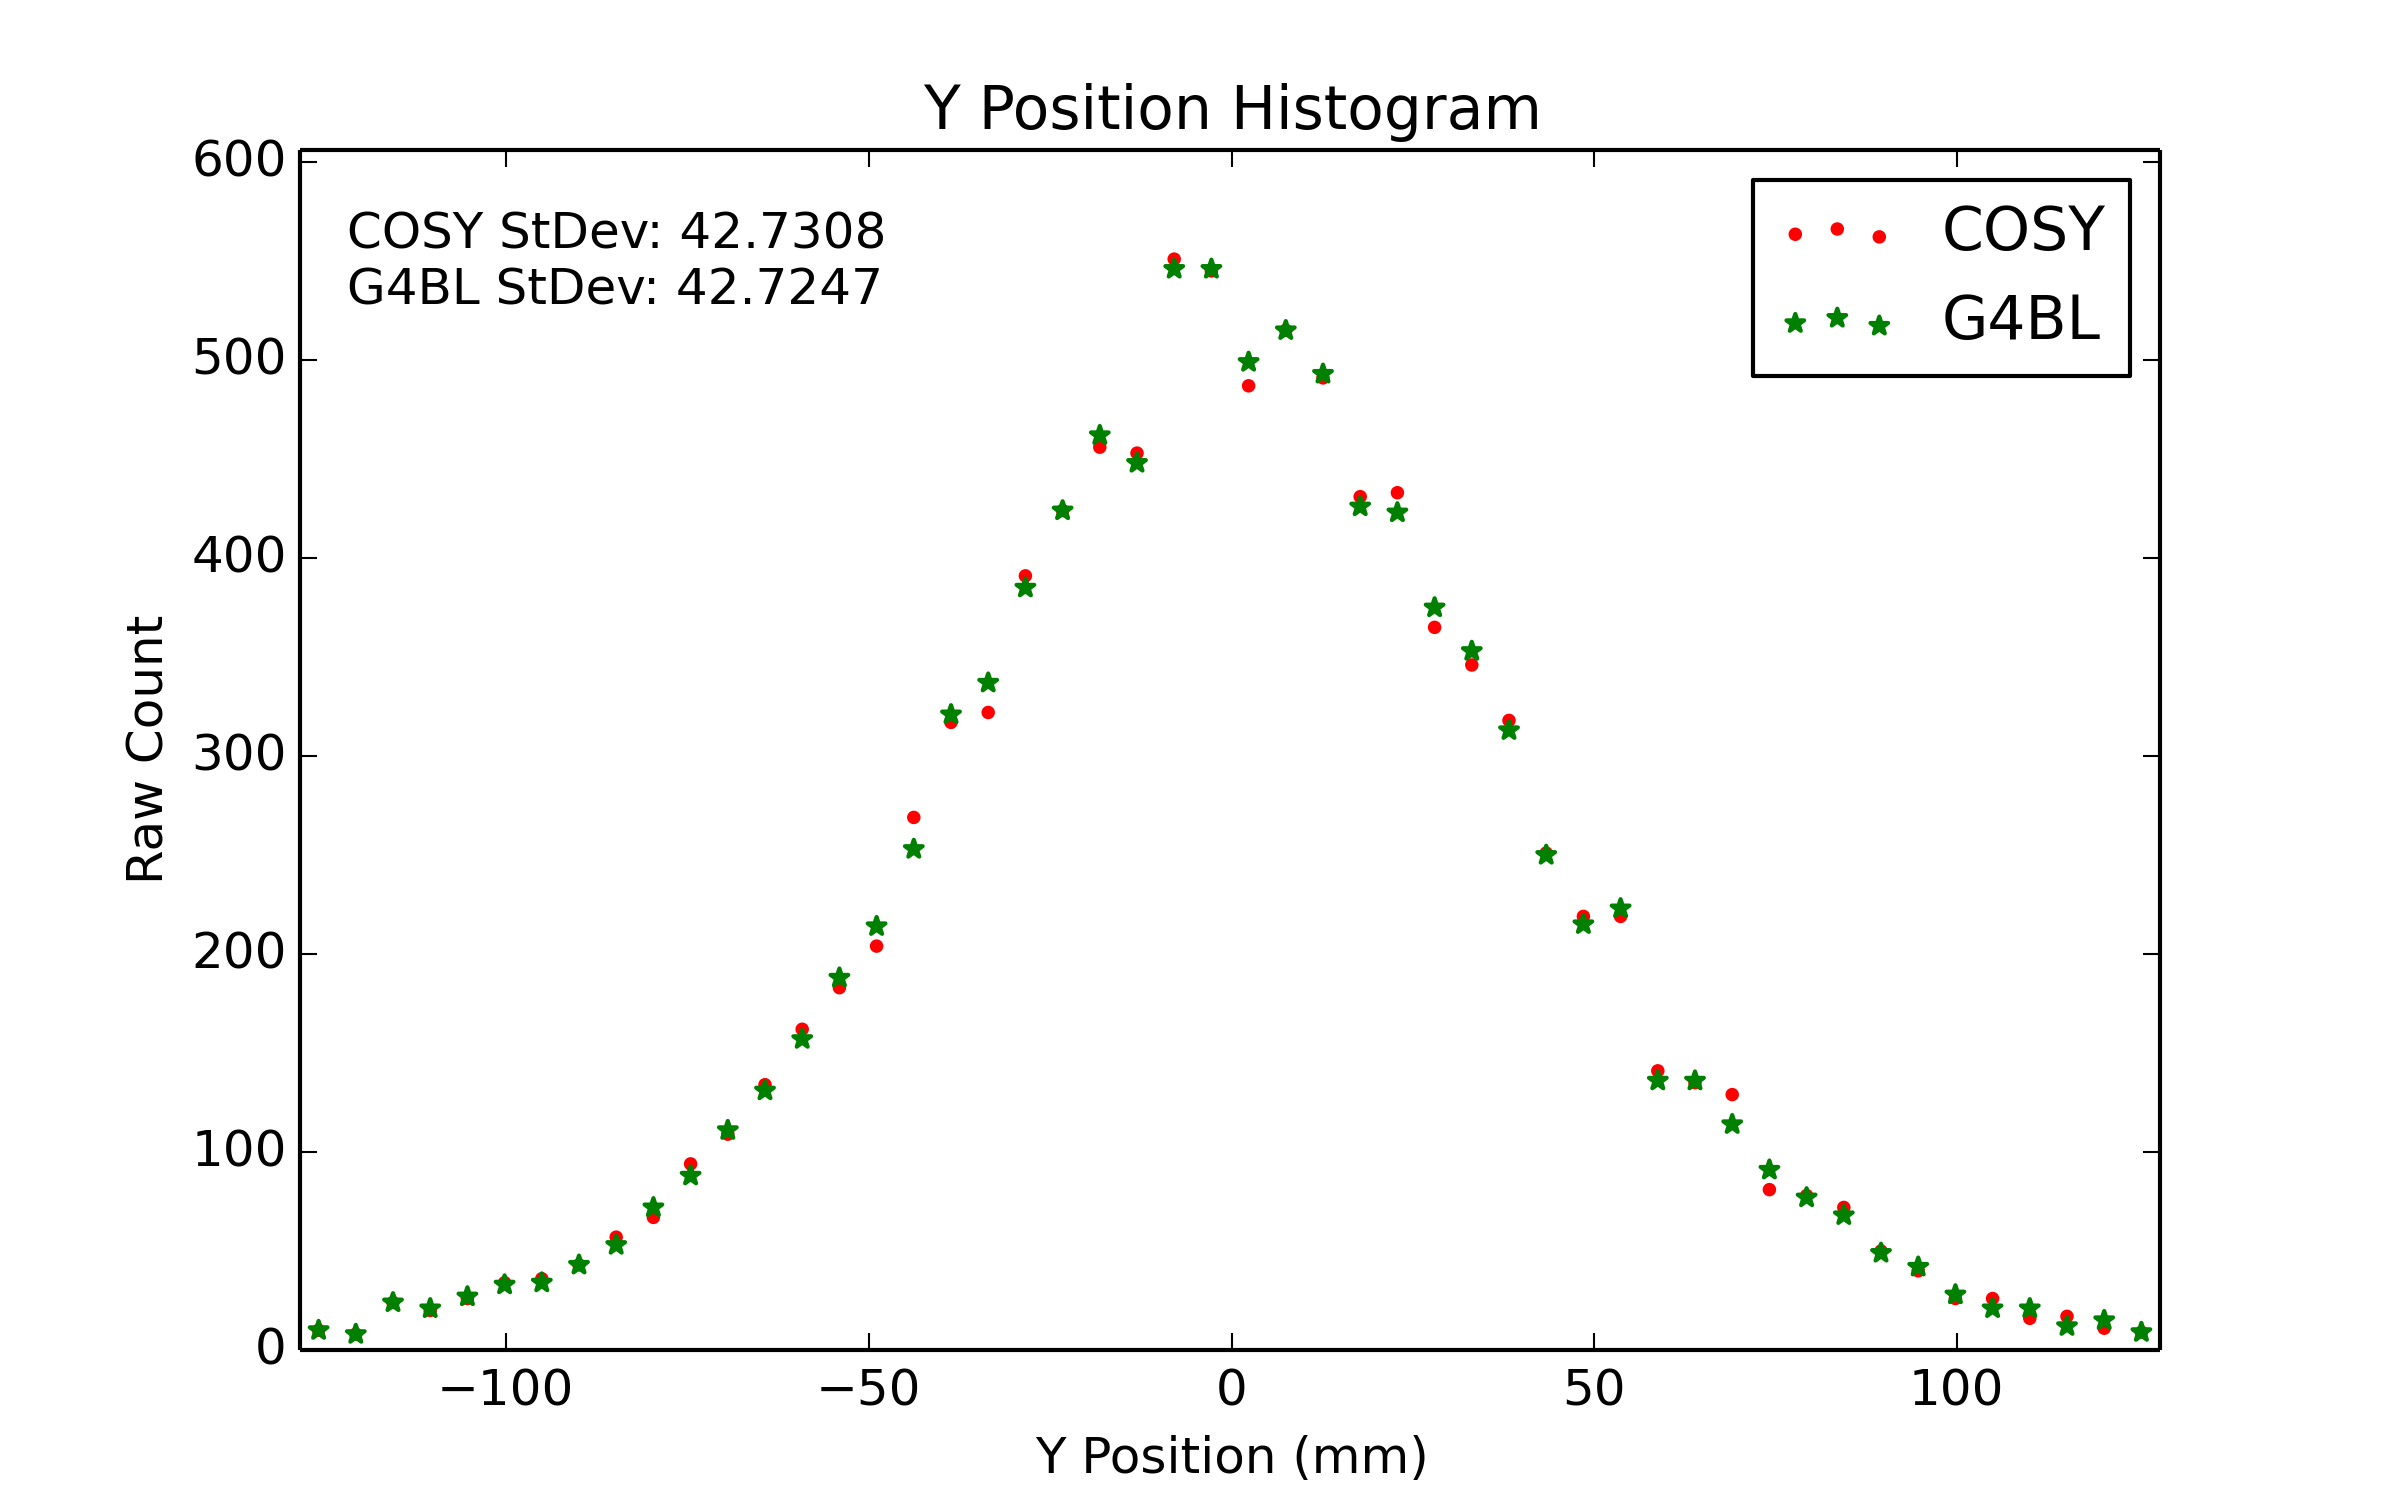 Y Position Histogram
600
500
400
300
200
100
0
COSY StDev: 42.7308
G4BL StDev: 42.7247
COSY
G4BL
Raw Count
−100
−50
0
50
100
Y Position (mm)